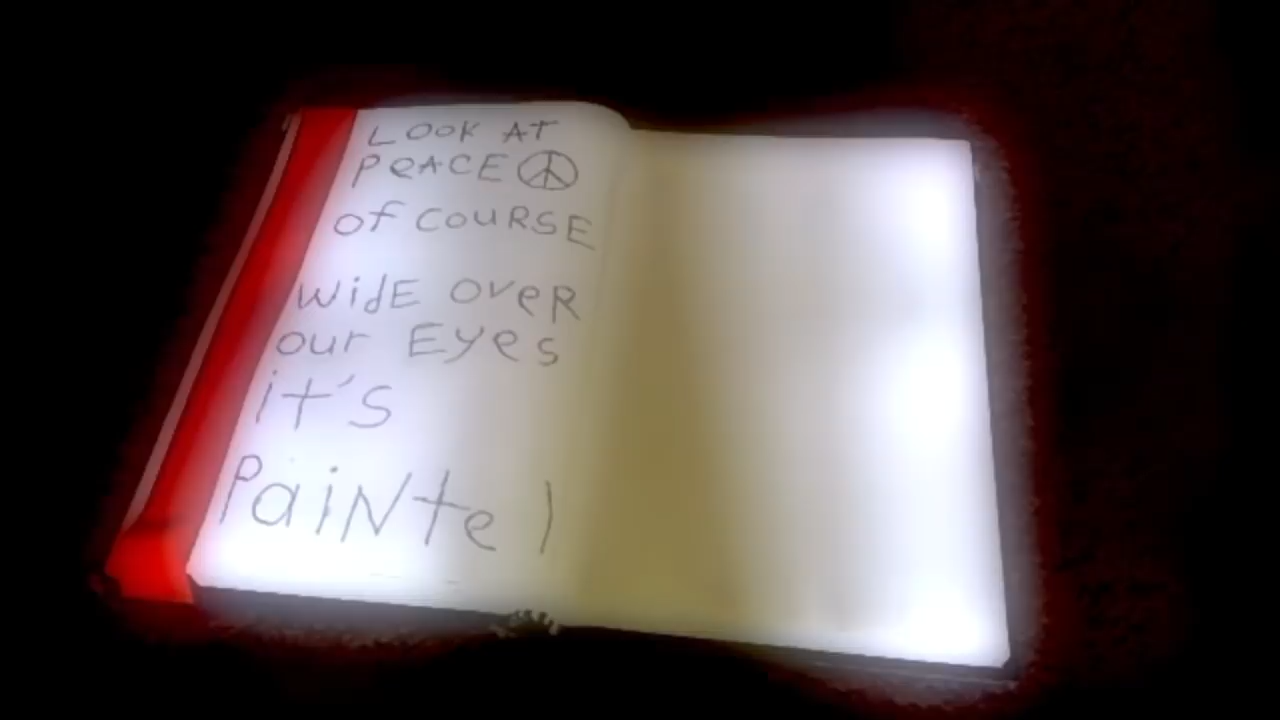 LOOK AT
PeACE ☮
of COURSE
WidE OveR
our EYes
it's
PaiNte